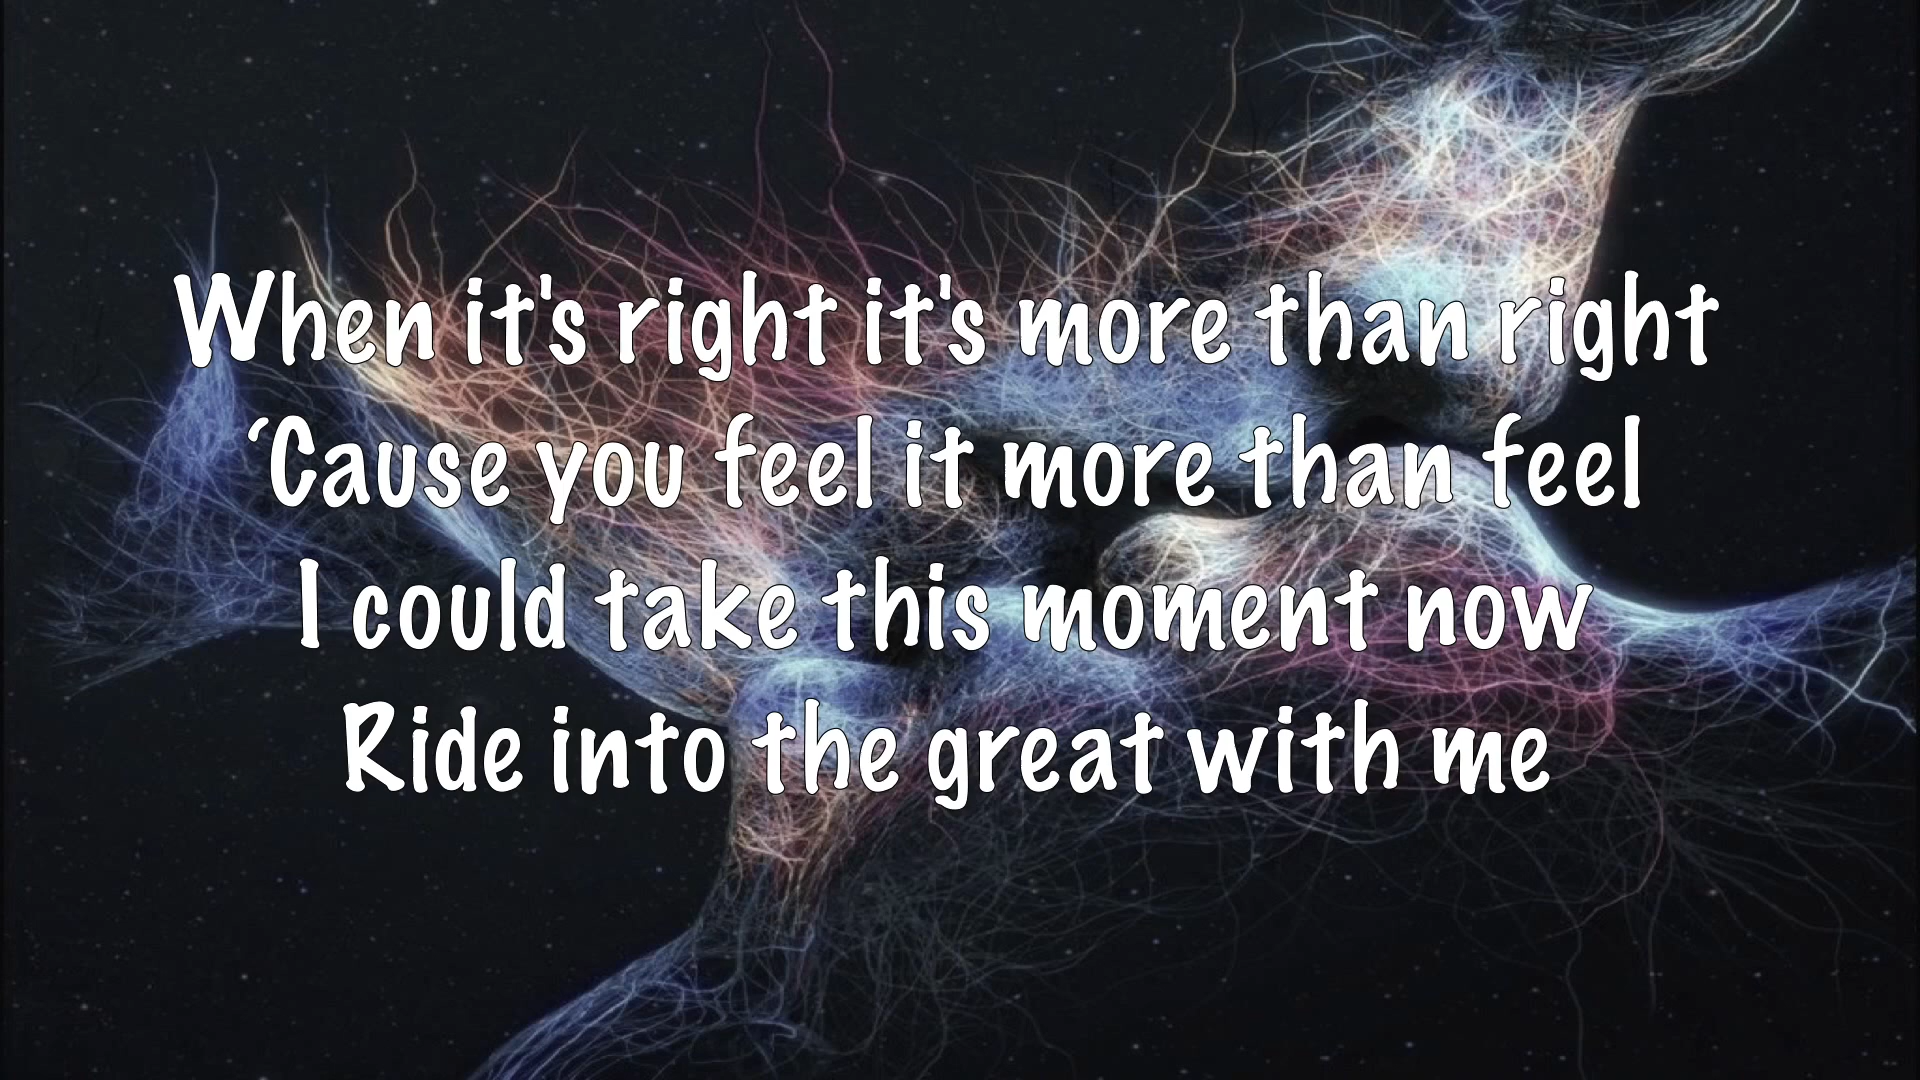 When it's right it's more than right
‘Cause you feel it more than feel
I could take this moment now
Ride into the great with me